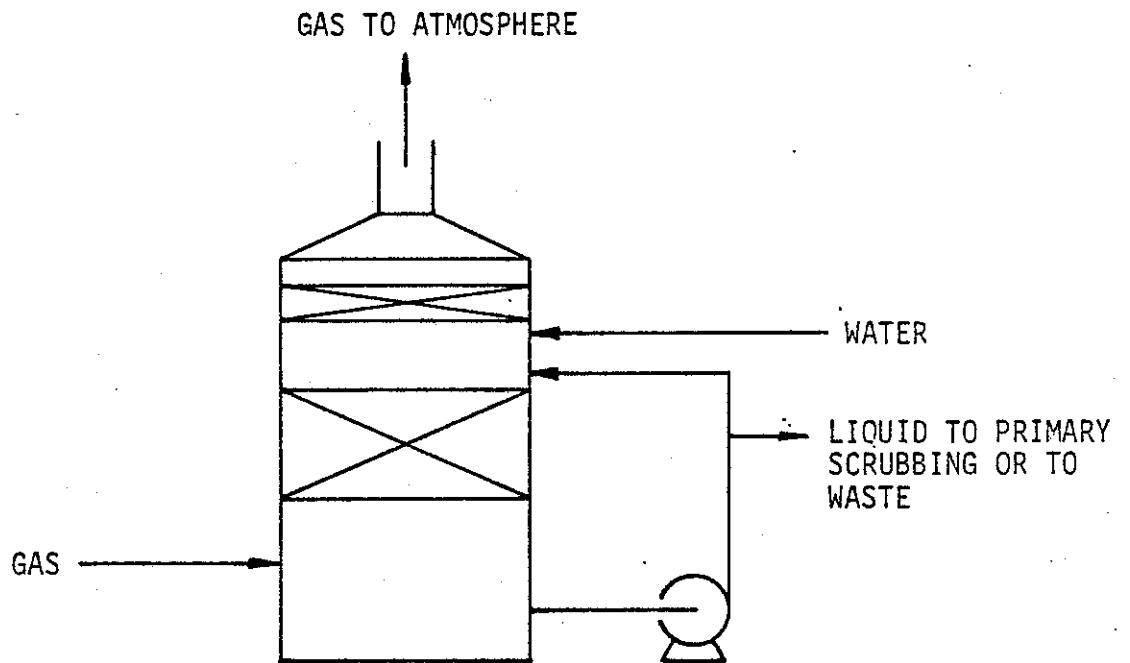 GAS TO ATMOSPHERE
WATER
LIQUID TO PRIMARY
SCRUBBING OR TO
WASTE
GAS